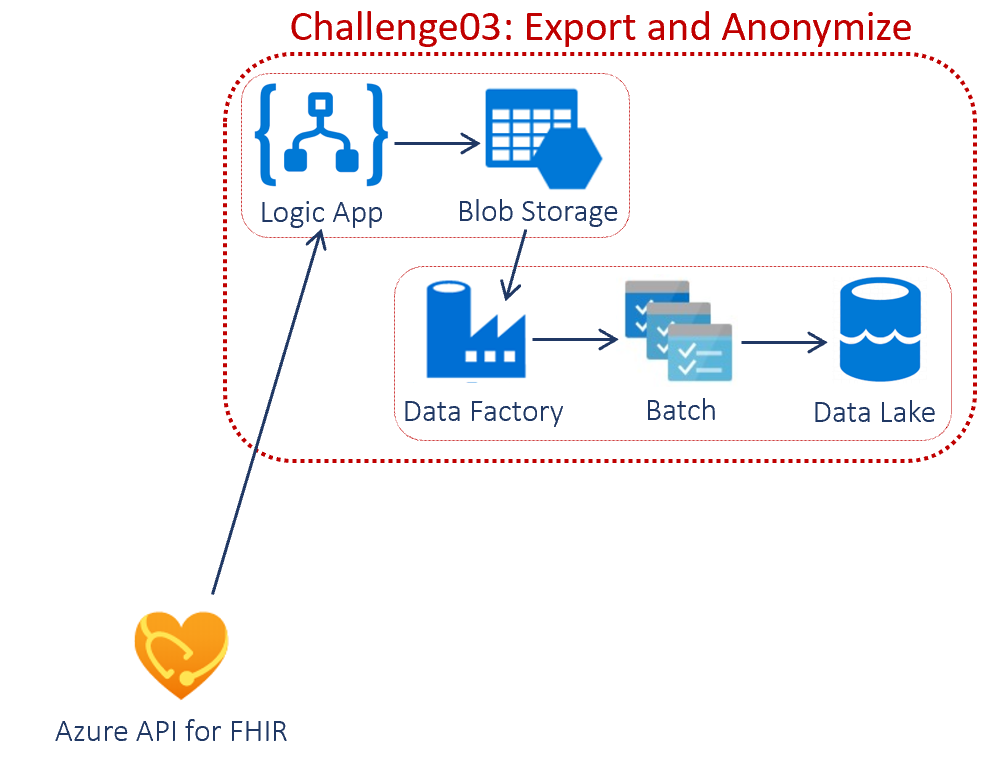 Challenge03: Export and Anonymize
Logic App
Blob Storage
Data Factory
Batch
Data Lake
Azure API for FHIR